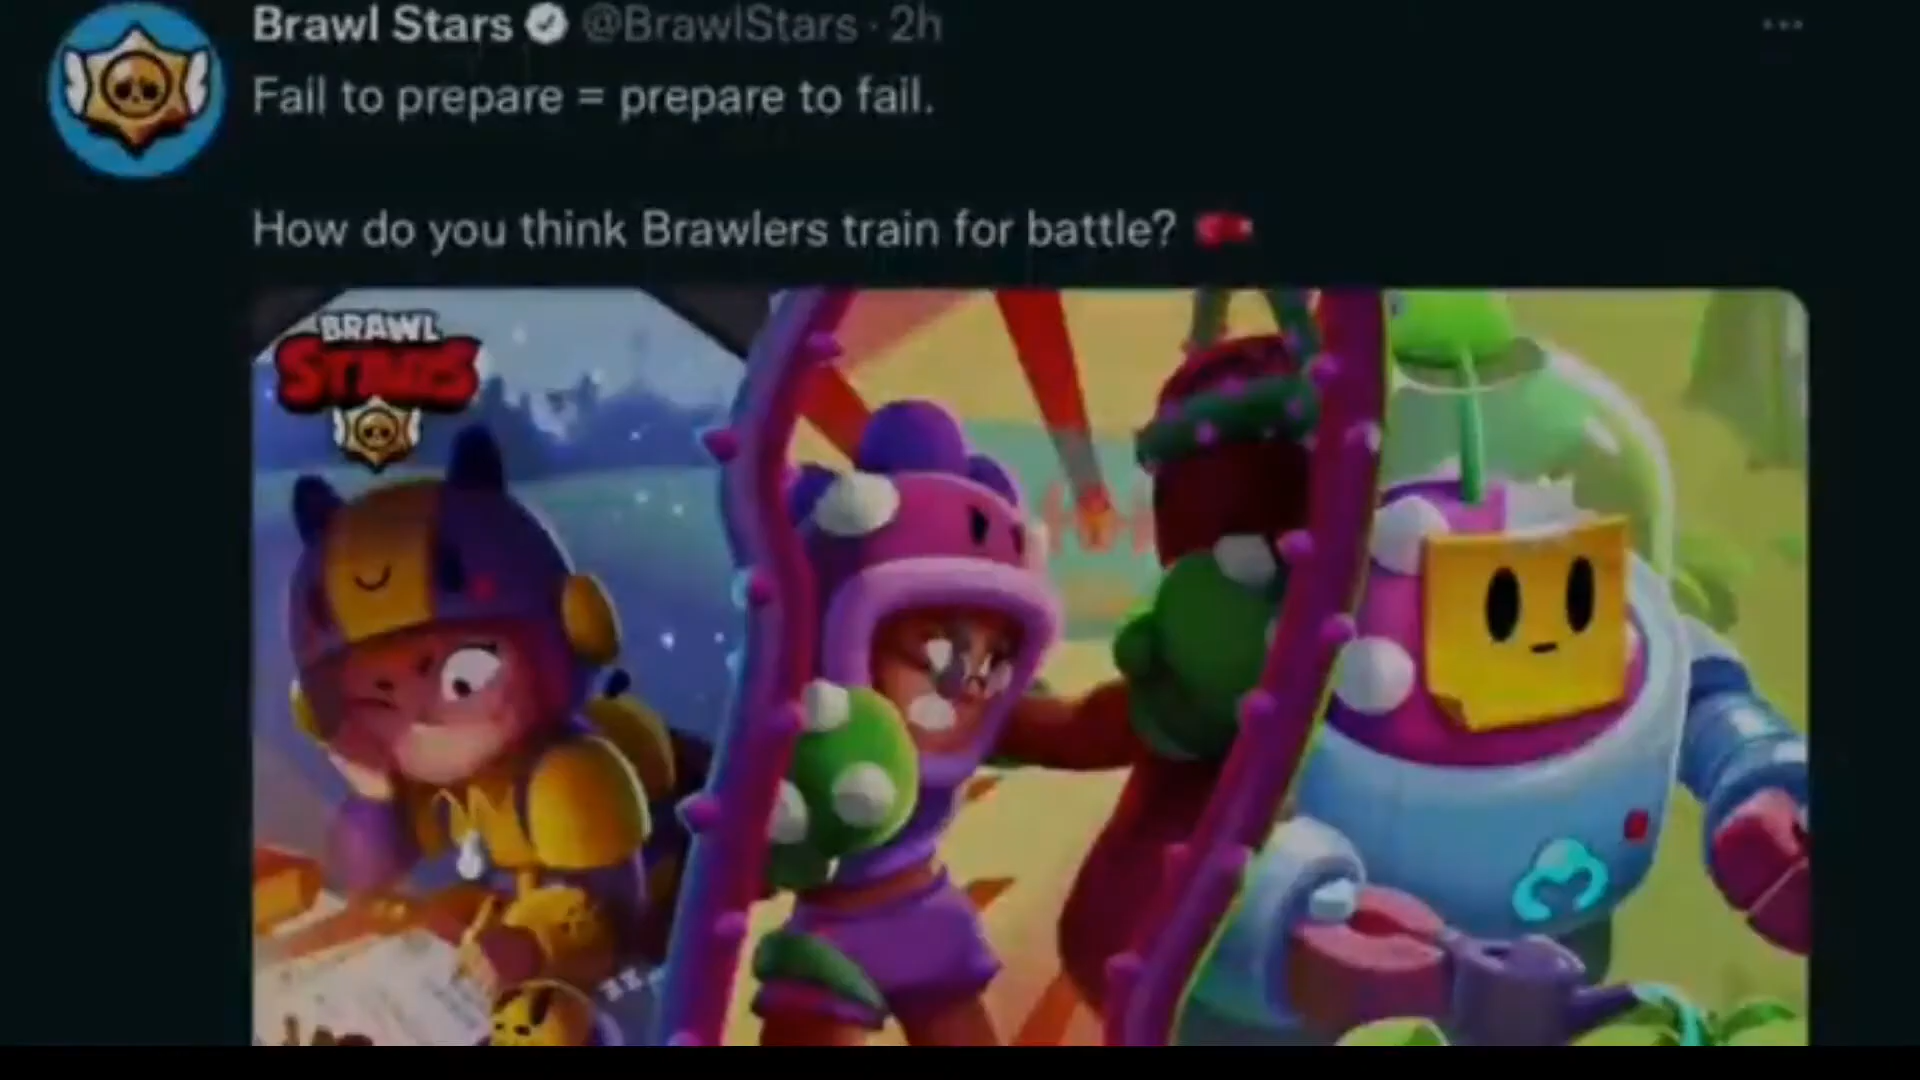 Brawl Stars @BrawlStars · 2h
Fail to prepare = prepare to fail.
How do you think Brawlers train for battle?
BRAWL
STARS